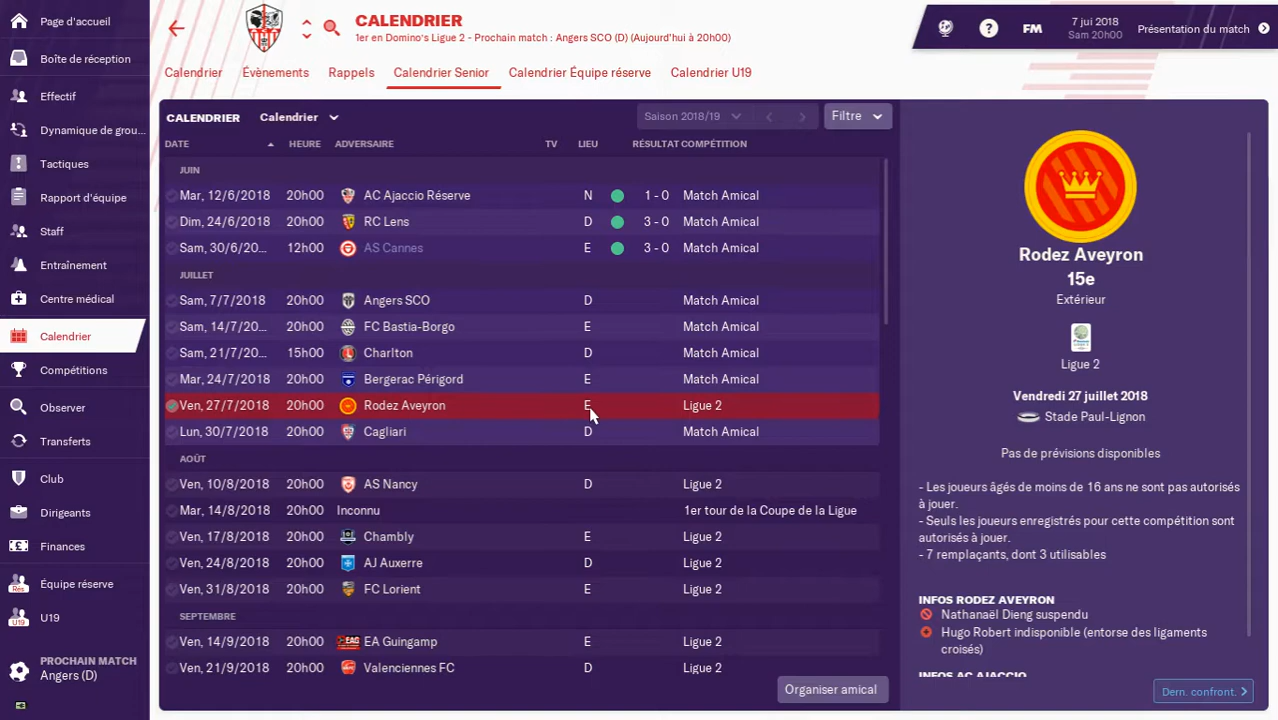 Page d'accueil
Boîte de réception
Effectif
Dynamique de grou...
Tactiques
Rapport d'équipe
Staff
Entraînement
Centre médical
Calendrier
Compétitions
Observer
Transferts
Club
Dirigeants
Finances
Rés
Équipe réserve
U19
U19
PROCHAIN MATCH
Angers (D)
CALENDRIER
1er en Domino's Ligue 2 - Prochain match : Angers SCO (D) (Aujourd'hui à 20h00)
FM
7 jui 2018
Sam 20h00
Présentation du match
Calendrier Évènements Rappels Calendrier Senior Calendrier Équipe réserve Calendrier U19
CALENDRIER Calendrier Saison 2018/19 Filtre
DATE HEURE ADVERSAIRE TV LIEU RÉSULTAT COMPÉTITION
JUIN
Mar, 12/6/2018 20h00 AC Ajaccio Réserve N 1 - 0 Match Amical
Dim, 24/6/2018 20h00 RC Lens D 3 - 0 Match Amical
Sam, 30/6/20... 12h00 AS Cannes E 3 - 0 Match Amical
JUILLET
Sam, 7/7/2018 20h00 Angers SCO D Match Amical
Sam, 14/7/20... 20h00 FC Bastia-Borgo E Match Amical
Sam, 21/7/20... 15h00 Charlton D Match Amical
Mar, 24/7/2018 20h00 Bergerac Périgord E Match Amical
Ven, 27/7/2018 20h00 Rodez Aveyron E Ligue 2
Lun, 30/7/2018 20h00 Cagliari D Match Amical
AOÛT
Ven, 10/8/2018 20h00 AS Nancy D Ligue 2
Mar, 14/8/2018 Inconnu 1er tour de la Coupe de la Ligue
Ven, 17/8/2018 20h00 Chambly E Ligue 2
Ven, 24/8/2018 20h00 AJ Auxerre D Ligue 2
Ven, 31/8/2018 20h00 FC Lorient E Ligue 2
SEPTEMBRE
Ven, 14/9/2018 20h00 EA Guingamp E Ligue 2
Ven, 21/9/2018 20h00 Valenciennes FC D Ligue 2
Organiser amical
Rodez Aveyron
15e
Extérieur
Ligue 2
Vendredi 27 juillet 2018
Stade Paul-Lignon
Pas de prévisions disponibles
- Les joueurs âgés de moins de 16 ans ne sont pas autorisés
à jouer.
- Seuls les joueurs enregistrés pour cette compétition sont
autorisés à jouer.
- 7 remplaçants, dont 3 utilisables
INFOS RODEZ AVEYRON
Nathanaël Dieng suspendu
Hugo Robert indisponible (entorse des ligaments
croisés)
INFOS AC AJACCIO
Dern. confront.